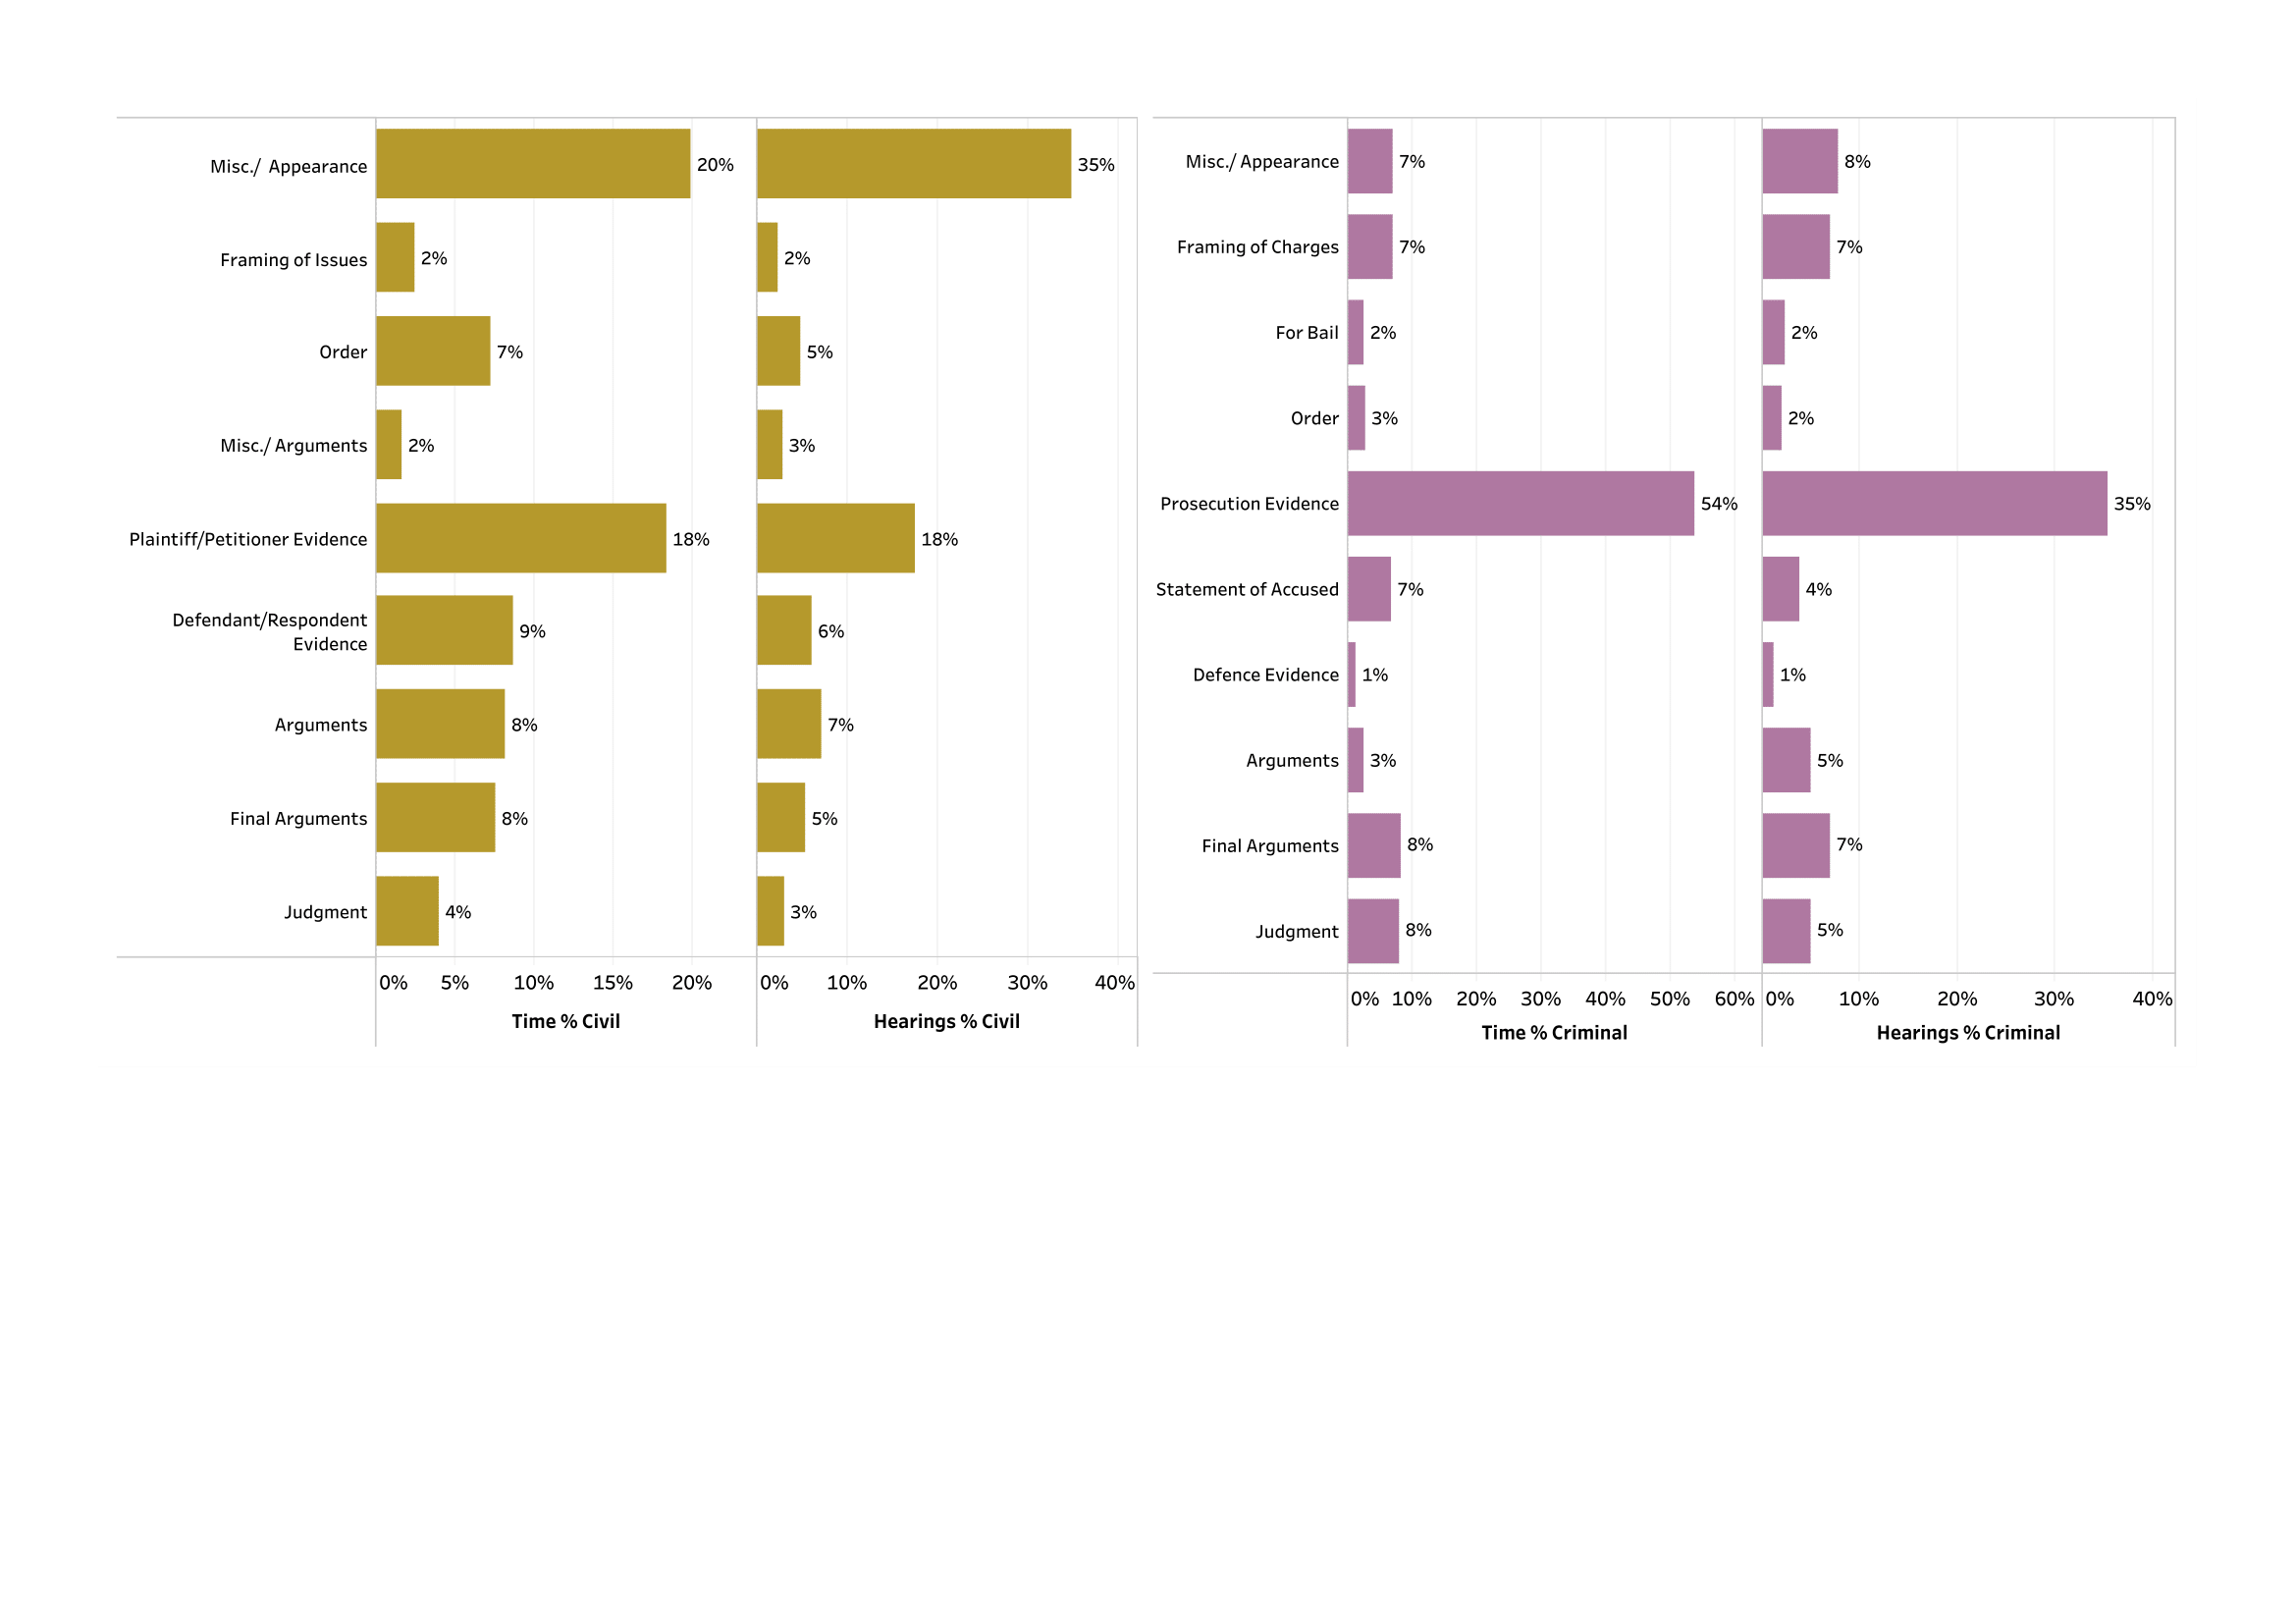 Misc./ Appearance 20% 35%
Framing of Issues 2% 2%
Order 7% 5%
Misc./ Arguments 2% 3%
Plaintiff/Petitioner Evidence 18% 18%
Defendant/Respondent
Evidence 9% 6%
Arguments 8% 7%
Final Arguments 8% 5%
Judgment 4% 3%
0% 5% 10% 15% 20% 0% 10% 20% 30% 40%
Time % Civil Hearings % Civil
Misc./ Appearance 7% 8%
Framing of Charges 7% 7%
For Bail 2% 2%
Order 3% 2%
Prosecution Evidence 54% 35%
Statement of Accused 7% 4%
Defence Evidence 1% 1%
Arguments 3% 5%
Final Arguments 8% 7%
Judgment 8% 5%
0% 10% 20% 30% 40% 50% 60% 0% 10% 20% 30% 40%
Time % Criminal Hearings % Criminal